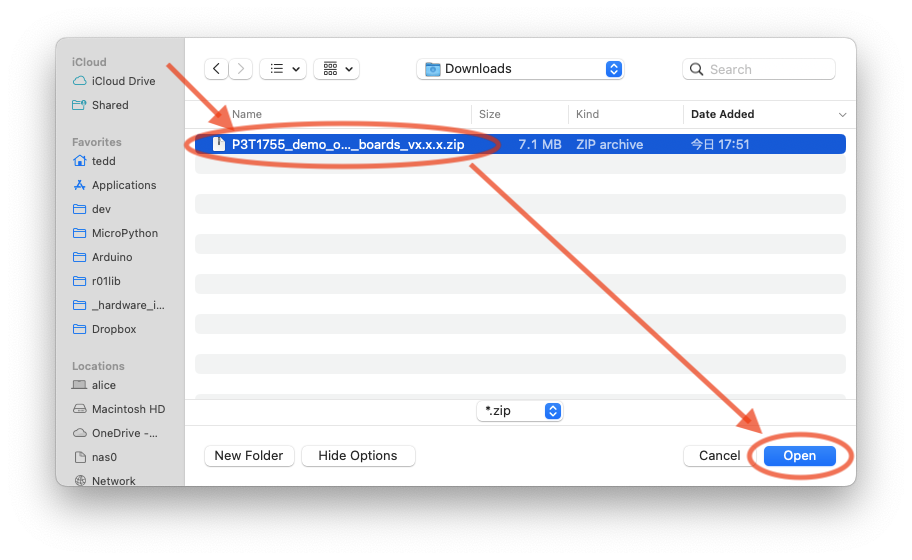 iCloud
iCloud Drive
Shared
Favorites
tedd
Applications
dev
MicroPython
Arduino
r01lib
_hardware_i...
Dropbox
Locations
alice
Macintosh HD
OneDrive -...
nas0
Network
Downloads
Search
Name Size Kind Date Added
P3T1755_demo_o..._boards_vx.x.x.zip 7.1 MB ZIP archive 今日 17:51
*.zip
New Folder Hide Options Cancel Open